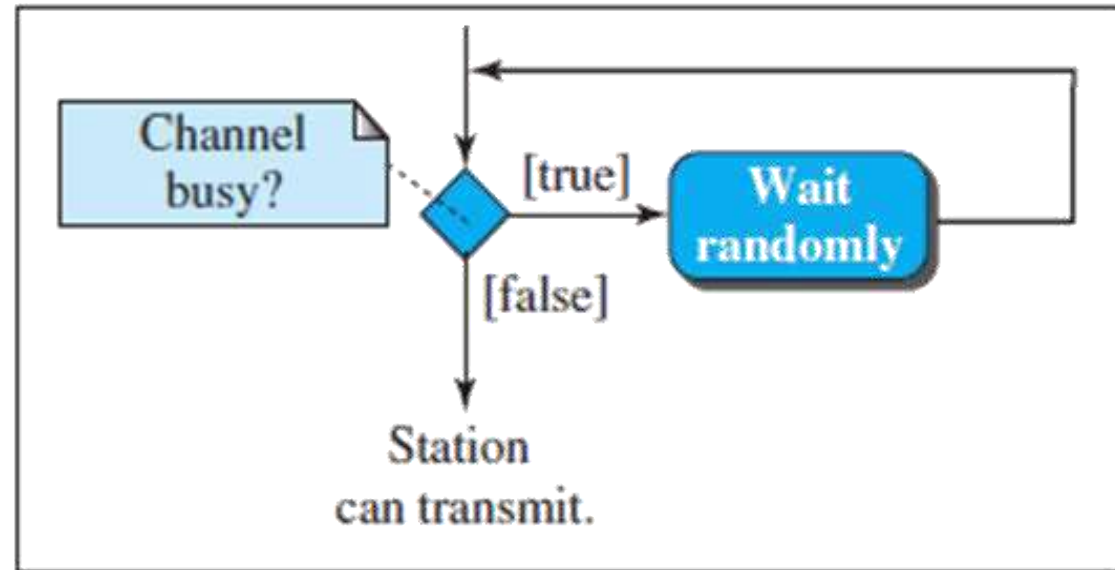 Channel
busy?
[true]
Wait
randomly
[false]
Station
can transmit.